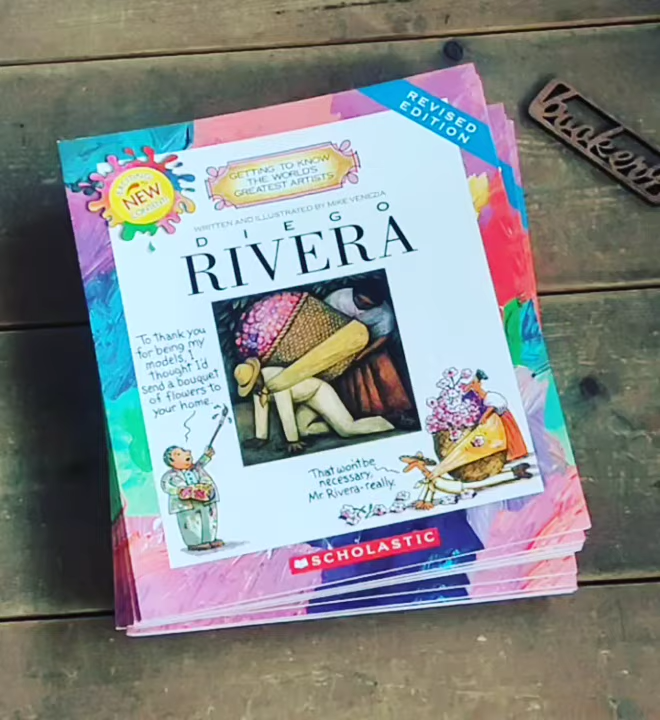 REVISED
EDITION
GETTING TO KNOW
THE WORLD'S
GREATEST ARTISTS
NEW
WRITTEN AND ILLUSTRATED BY MIKE VENEZIA
DIEGO
RIVERA
To thank you
for being my
models, I
thought I'd
send a bouquet
of flowers to
your home.
That won't be
necessary,
Mr. Rivera-really.
SCHOLASTIC